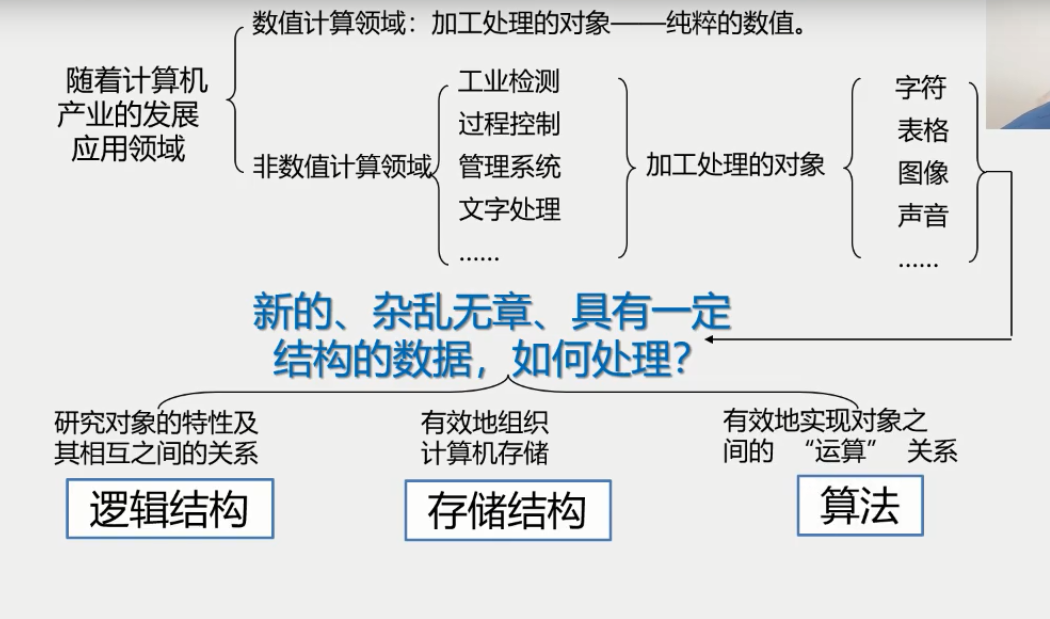 数值计算领域：加工处理的对象——纯粹的数值。
随着计算机
产业的发展
应用领域
非数值计算领域
工业检测
过程控制
管理系统
文字处理
……
加工处理的对象
字符
表格
图像
声音
……
新的、杂乱无章、具有一定
结构的数据，如何处理？
研究对象的特性及
其相互之间的关系
逻辑结构
有效地组织
计算机存储
存储结构
有效地实现对象之
间的 “运算” 关系
算法